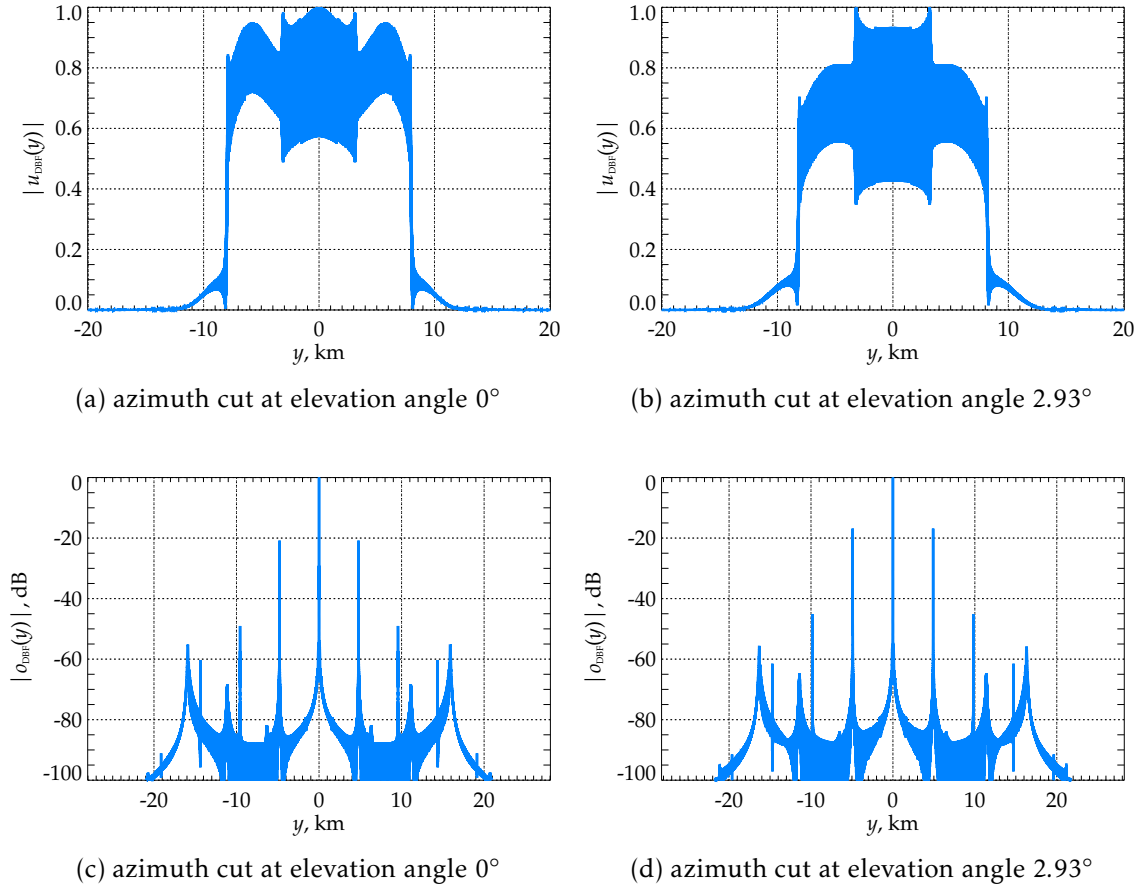 1.0
0.8
0.6
0.4
0.2
0.0
-20 -10 0 10 20
y, km
| u_DBF(y) |
(a) azimuth cut at elevation angle 0°
1.0
0.8
0.6
0.4
0.2
0.0
-20 -10 0 10 20
y, km
| u_DBF(y) |
(b) azimuth cut at elevation angle 2.93°
0
-20
-40
-60
-80
-100
-20 -10 0 10 20
y, km
| o_DBF(y) | , dB
(c) azimuth cut at elevation angle 0°
0
-20
-40
-60
-80
-100
-20 -10 0 10 20
y, km
| o_DBF(y) | , dB
(d) azimuth cut at elevation angle 2.93°